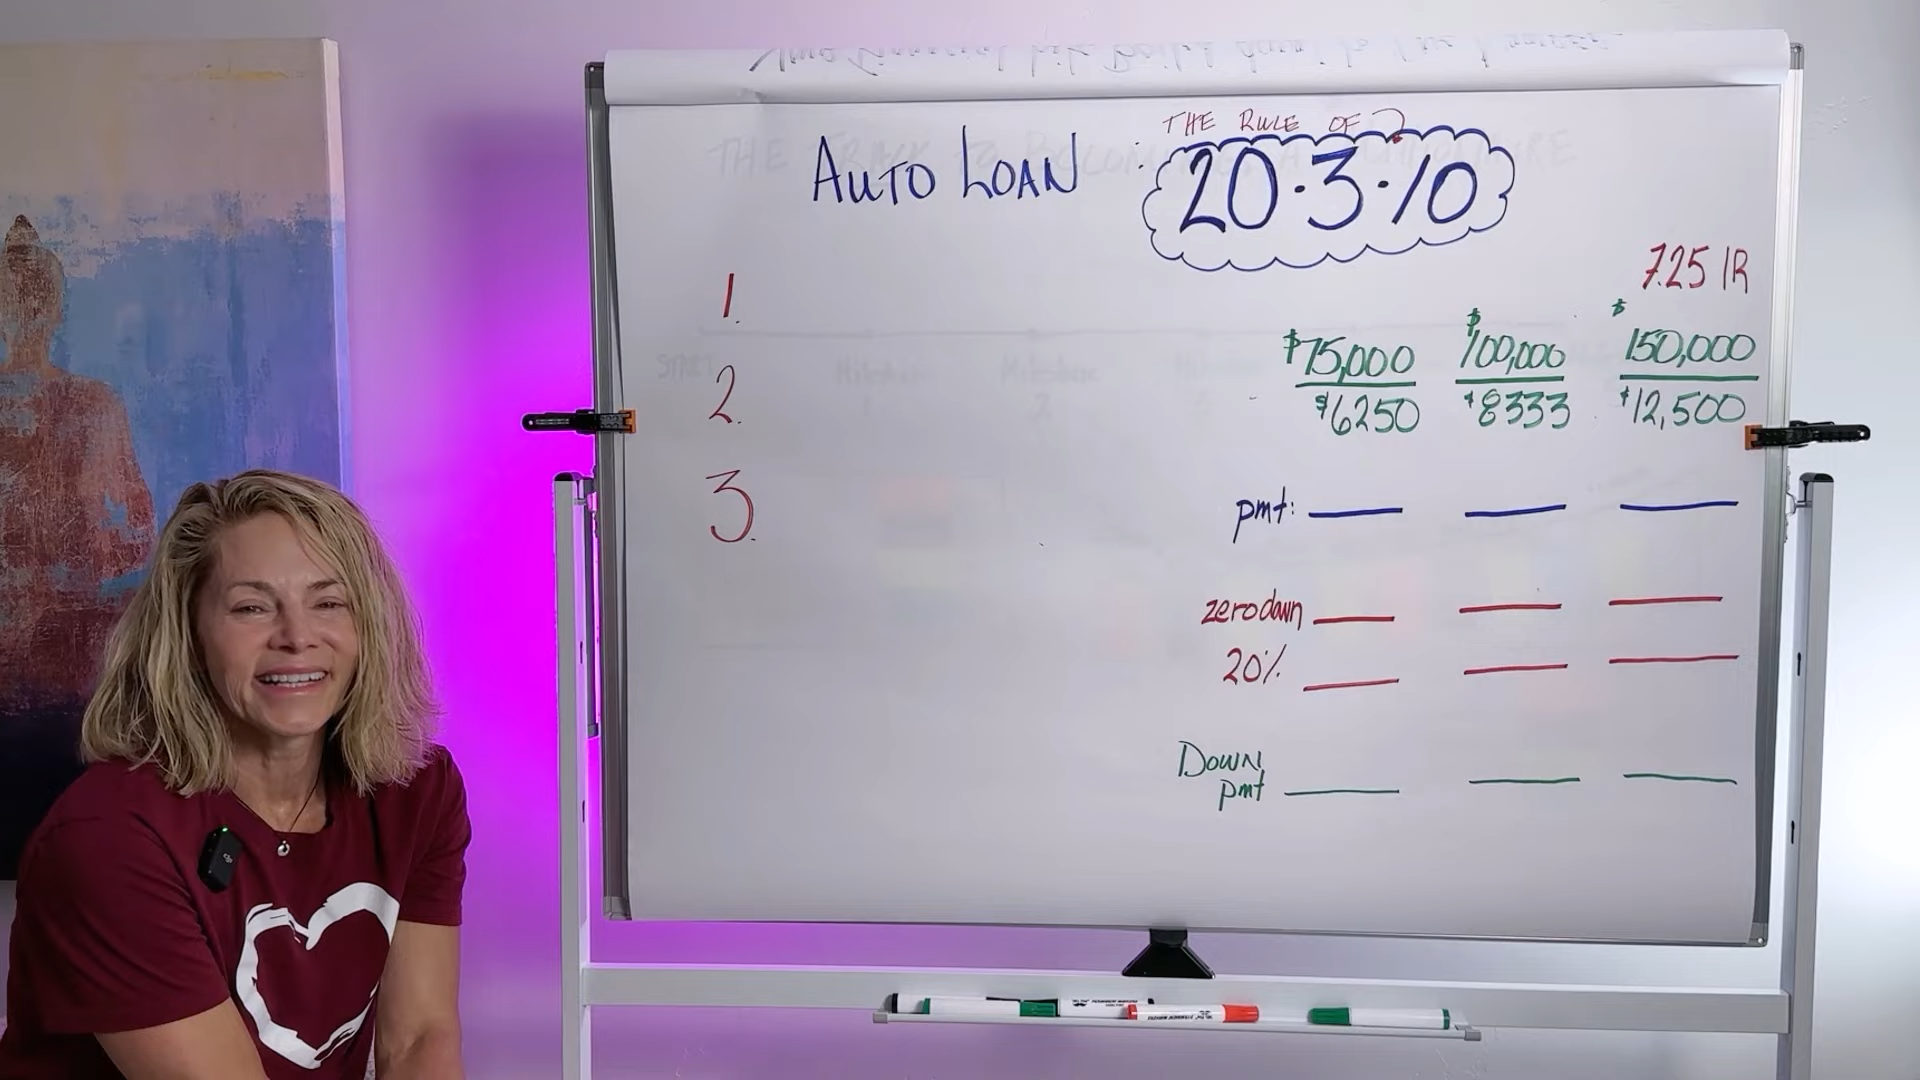 THE RULE OF ?
AUTO LOAN : 20·3·10
7.25 IR
1.
2.
3.
$75,000 $100,000 $150,000
$6250 $8333 $12,500
pmt:
zero down
20%
DOWN
pmt